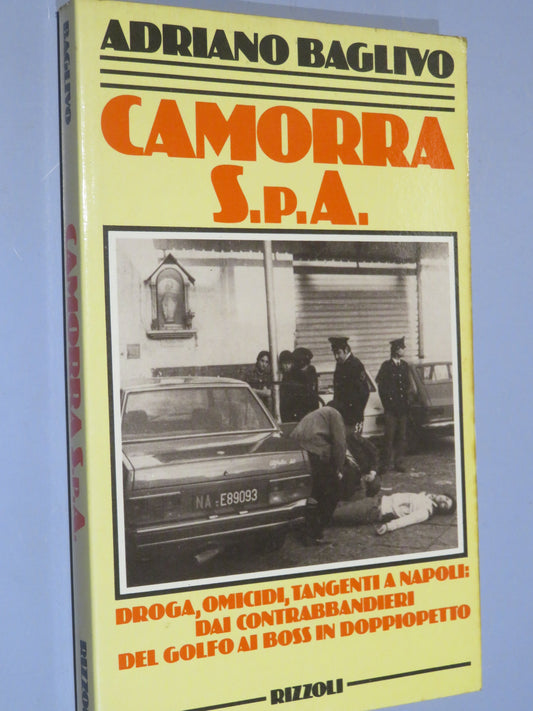 ADRIANO BAGLIVO
CAMORRA
S.p.A.
NA E89093
DROGA, OMICIDI, TANGENTI A NAPOLI:
DAI CONTRABBANDIERI
DEL GOLFO AI BOSS IN DOPPIOPETTO
RIZZOLI
BAGLIVO
CAMORRA S.p.A.